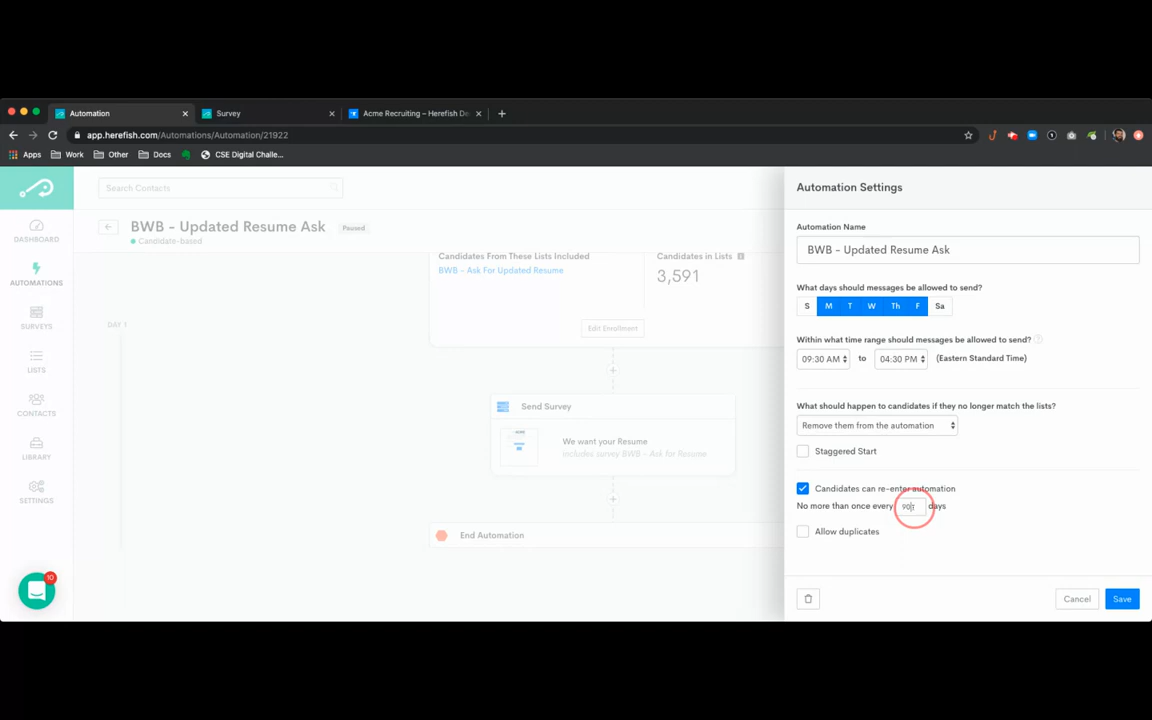 Automation
Survey
Acme Recruiting – Herefish De
app.herefish.com/Automations/Automation/21922
Apps
Work
Other
Docs
CSE Digital Challe...
Search Contacts
DASHBOARD
AUTOMATIONS
SURVEYS
LISTS
CONTACTS
LIBRARY
SETTINGS
10
BWB - Updated Resume Ask
Paused
Candidate-based
Candidates From These Lists Included
BWB - Ask For Updated Resume
Candidates in Lists
3,591
DAY 1
Edit Enrollment
Send Survey
We want your Resume
includes survey BWB - Ask for Resume
End Automation
Automation Settings
Automation Name
BWB - Updated Resume Ask
What days should messages be allowed to send?
S M T W Th F Sa
Within what time range should messages be allowed to send? ?
09:30 AM to 04:30 PM (Eastern Standard Time)
What should happen to candidates if they no longer match the lists?
Remove them from the automation
Staggered Start
Candidates can re-enter automation
No more than once every 90 days
Allow duplicates
Cancel
Save